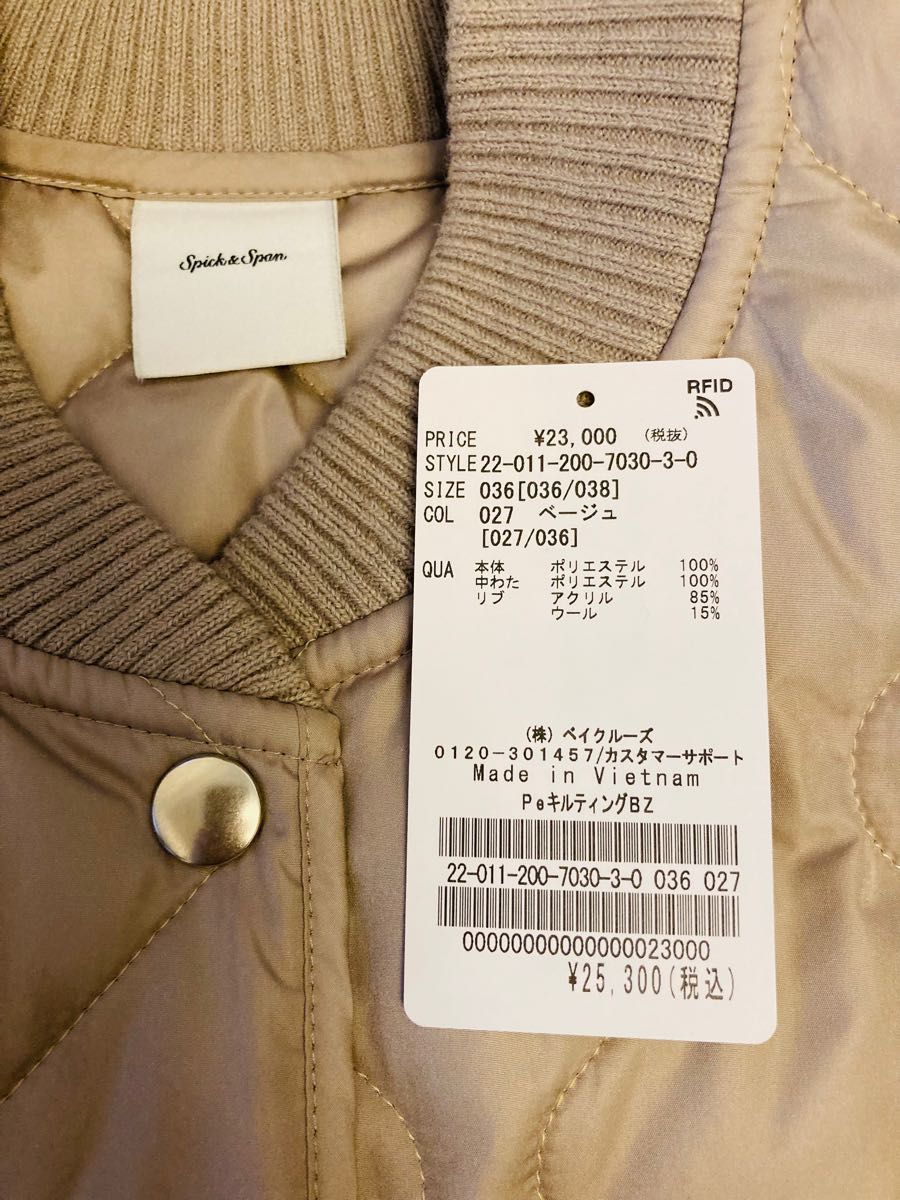 Spick & Span
RFID
PRICE ¥23,000 (税抜)
STYLE 22-011-200-7030-3-0
SIZE 036[036/038]
COL 027 ベージュ
[027/036]
QUA 本体 ポリエステル 100%
中わた ポリエステル 100%
リブ アクリル 85%
ウール 15%
(株) ベイクルーズ
0120-301457/カスタマーサポート
Made in Vietnam
PeキルティングBZ
22-011-200-7030-3-0 036 027
00000000000000023000
¥25,300(税込)